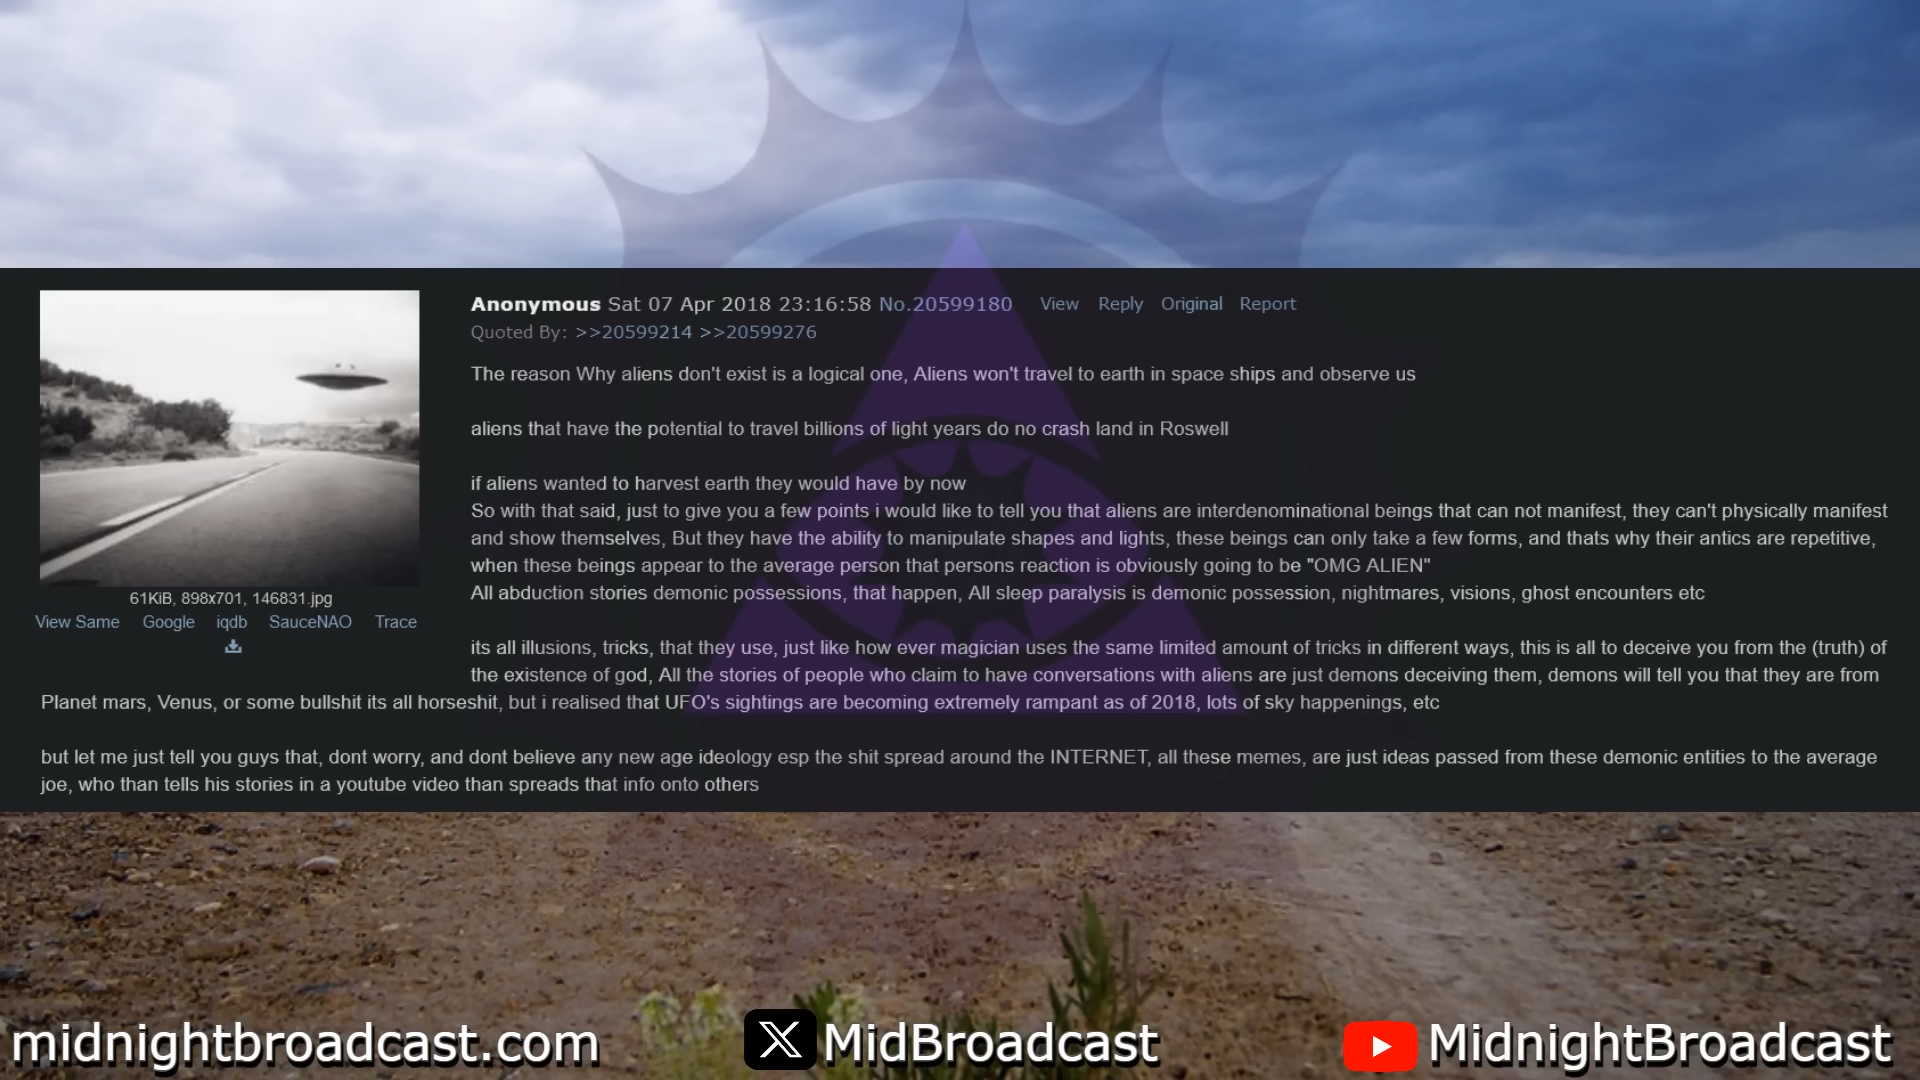 Anonymous Sat 07 Apr 2018 23:16:58 No.20599180 View Reply Original Report
Quoted By: >>20599214 >>20599276
The reason Why aliens don't exist is a logical one, Aliens won't travel to earth in space ships and observe us
aliens that have the potential to travel billions of light years do no crash land in Roswell
if aliens wanted to harvest earth they would have by now
So with that said, just to give you a few points i would like to tell you that aliens are interdenominational beings that can not manifest, they can't physically manifest
and show themselves, But they have the ability to manipulate shapes and lights, these beings can only take a few forms, and thats why their antics are repetitive,
when these beings appear to the average person that persons reaction is obviously going to be "OMG ALIEN"
All abduction stories demonic possessions, that happen, All sleep paralysis is demonic possession, nightmares, visions, ghost encounters etc
61KiB, 898x701, 146831.jpg
View Same Google iqdb SauceNAO Trace
its all illusions, tricks, that they use, just like how ever magician uses the same limited amount of tricks in different ways, this is all to deceive you from the (truth) of
the existence of god, All the stories of people who claim to have conversations with aliens are just demons deceiving them, demons will tell you that they are from
Planet mars, Venus, or some bullshit its all horseshit, but i realised that UFO's sightings are becoming extremely rampant as of 2018, lots of sky happenings, etc
but let me just tell you guys that, dont worry, and dont believe any new age ideology esp the shit spread around the INTERNET, all these memes, are just ideas passed from these demonic entities to the average
joe, who than tells his stories in a youtube video than spreads that info onto others
midnightbroadcast.com MidBroadcast MidnightBroadcast